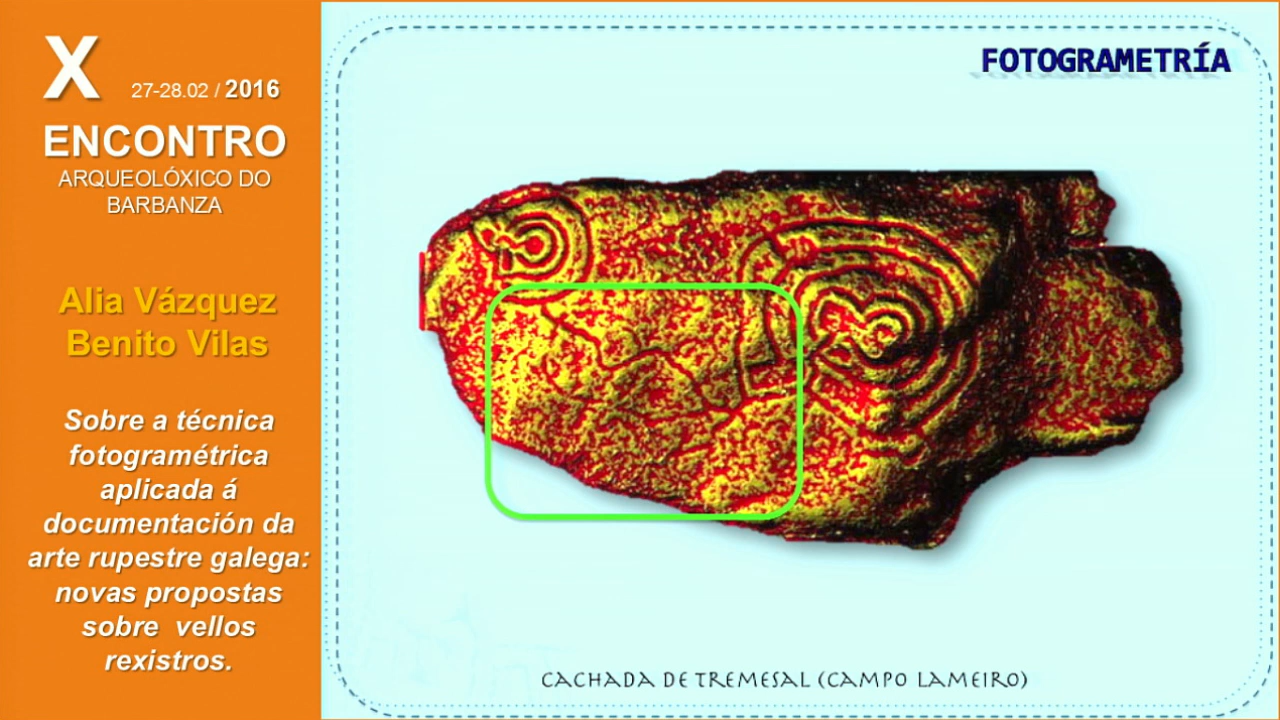 X
27-28.02 / 2016
ENCONTRO
ARQUEOLÓXICO DO
BARBANZA
Alia Vázquez
Benito Vilas
Sobre a técnica
fotogramétrica
aplicada á
documentación da
arte rupestre galega:
novas propostas
sobre vellos
rexistros.
FOTOGRAMETRÍA
CACHADA DE TREMESAL (CAMPO LAMEIRO)